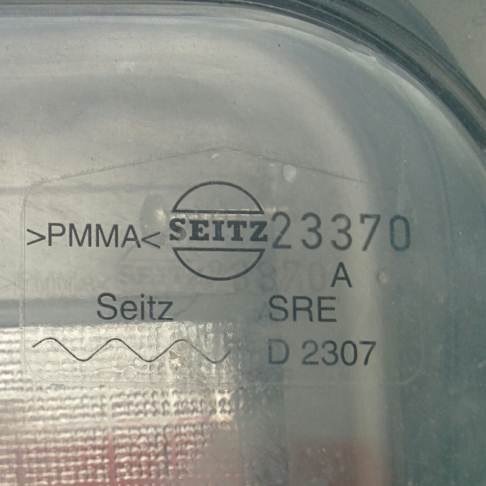 >PMMA< SEITZ 23370
A
Seitz SRE
D 2307